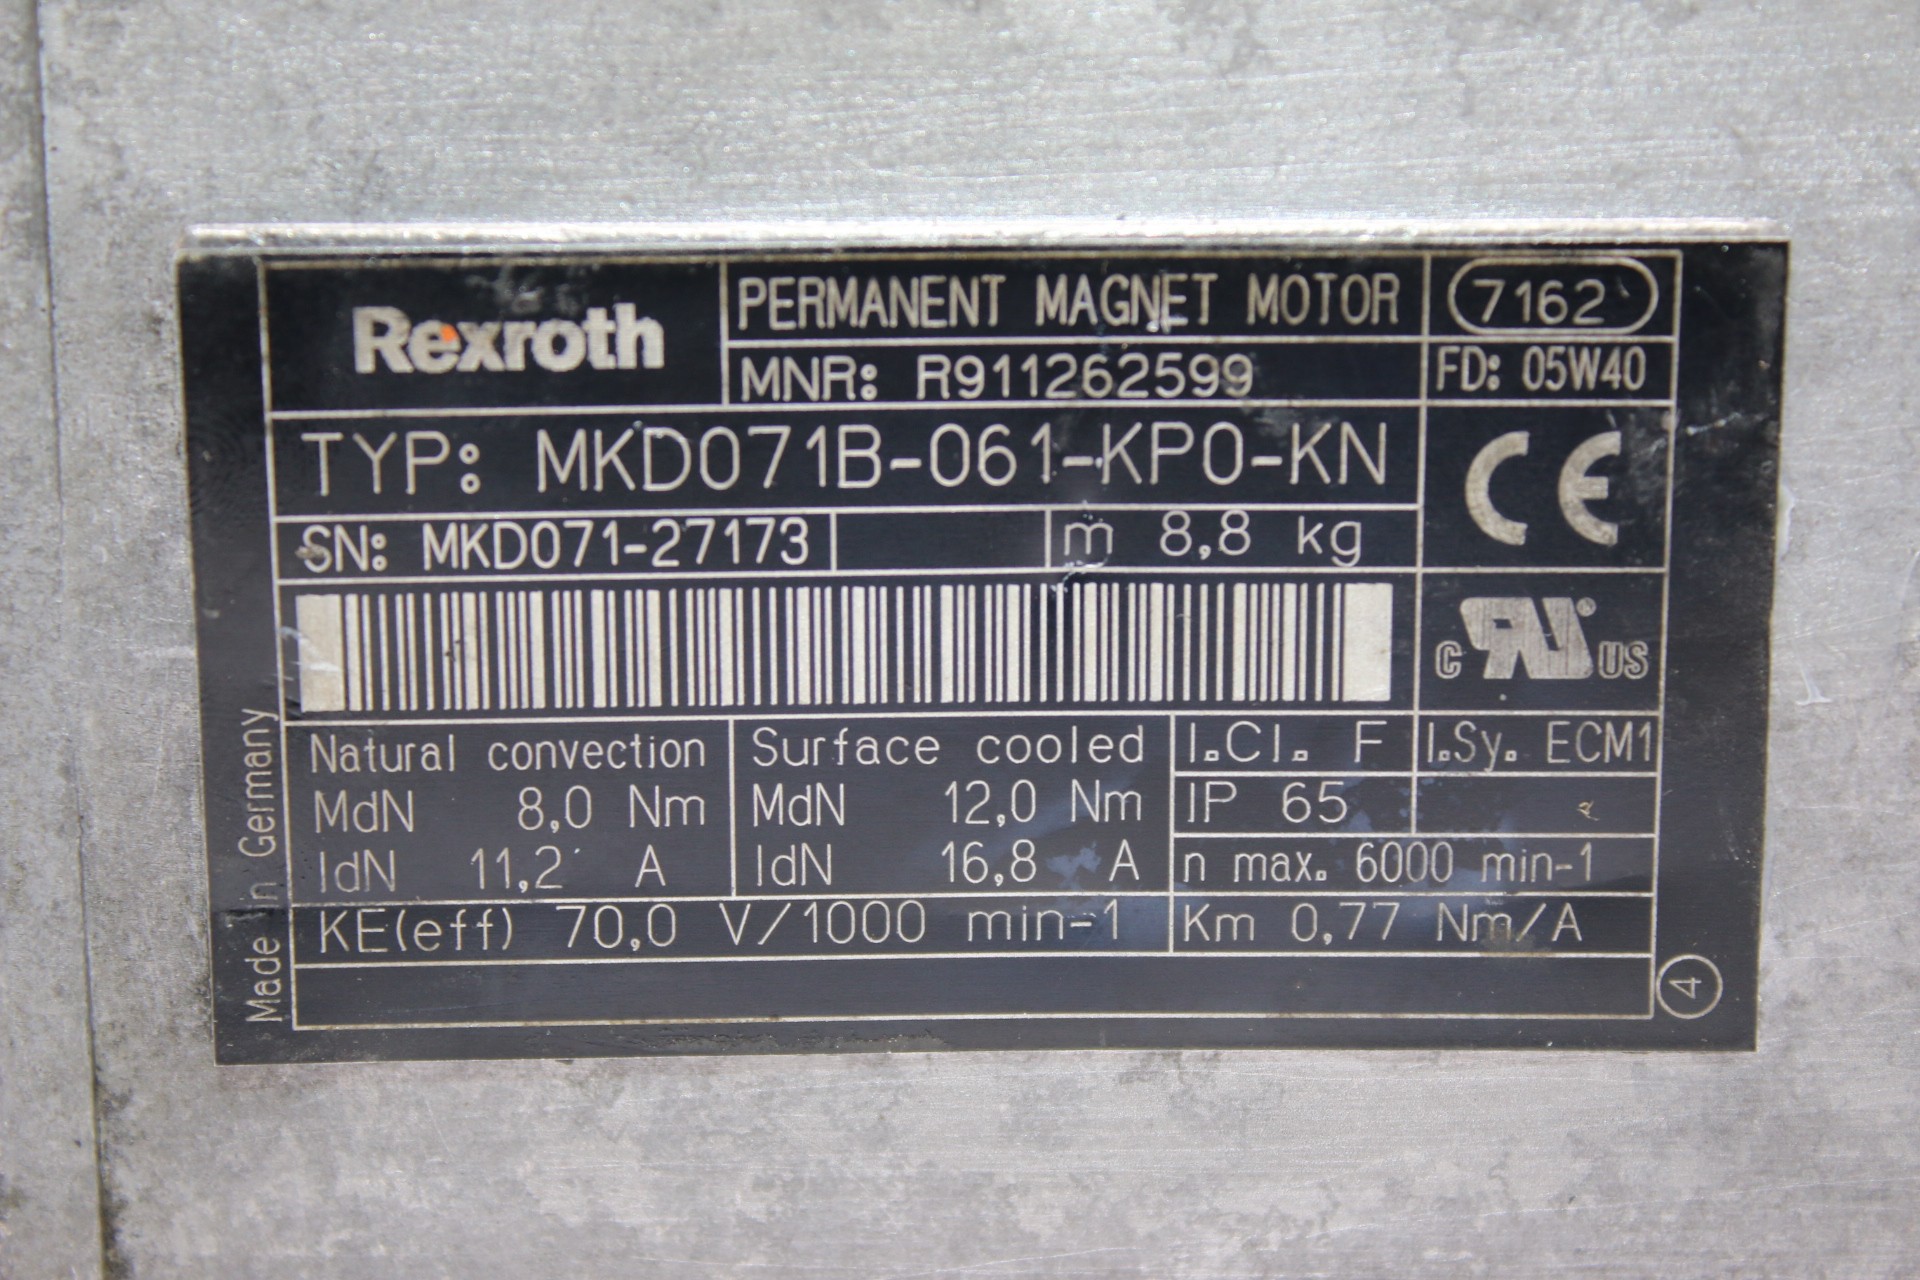 Rexroth
PERMANENT MAGNET MOTOR
7162
MNR: R911262599
FD: 05W40
TYP: MKD071B-061-KP0-KN
CE
SN: MKD071-27173
m 8,8 kg
c RU ® US
Natural convection
Surface cooled
I.Cl. F
I.Sy. ECM1
MdN 8,0 Nm
MdN 12,0 Nm
IP 65
IdN 11,2 A
IdN 16,8 A
n max. 6000 min-1
KE(eff) 70,0 V/1000 min-1
Km 0,77 Nm/A
Made in Germany
4